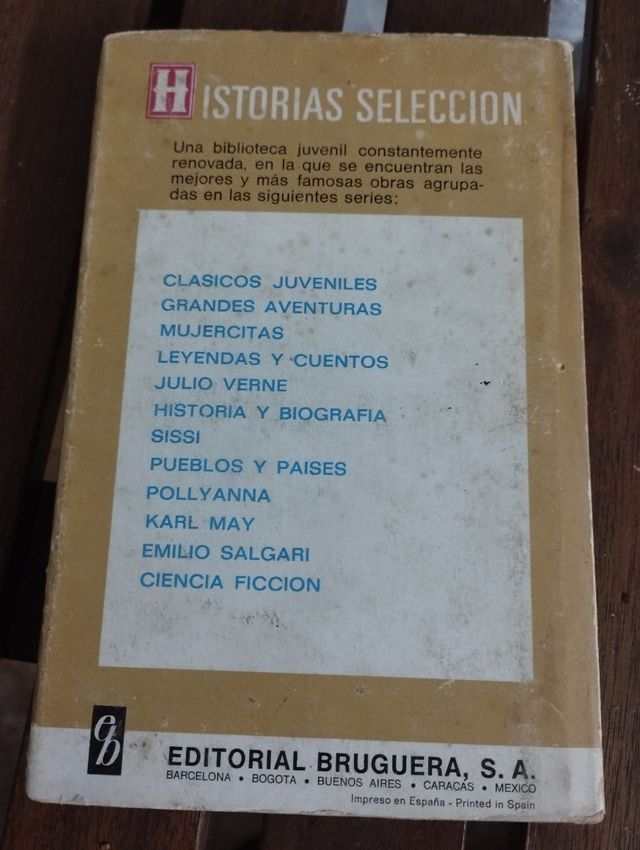 HISTORIAS SELECCION
Una biblioteca juvenil constantemente
renovada, en la que se encuentran las
mejores y más famosas obras agrupa-
das en las siguientes series:
CLASICOS JUVENILES
GRANDES AVENTURAS
MUJERCITAS
LEYENDAS Y CUENTOS
JULIO VERNE
HISTORIA Y BIOGRAFIA
SISSI
PUEBLOS Y PAISES
POLLYANNA
KARL MAY
EMILIO SALGARI
CIENCIA FICCION
eb
EDITORIAL BRUGUERA, S. A.
BARCELONA • BOGOTA • BUENOS AIRES • CARACAS • MEXICO
Impreso en España - Printed in Spain